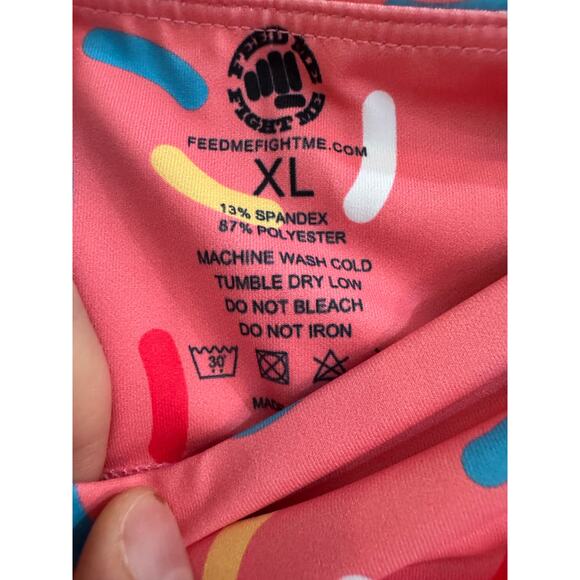 FEED ME
FIGHT ME
FEEDMEFIGHTME.COM
XL
13% SPANDEX
87% POLYESTER
MACHINE WASH COLD
TUMBLE DRY LOW
DO NOT BLEACH
DO NOT IRON
30°